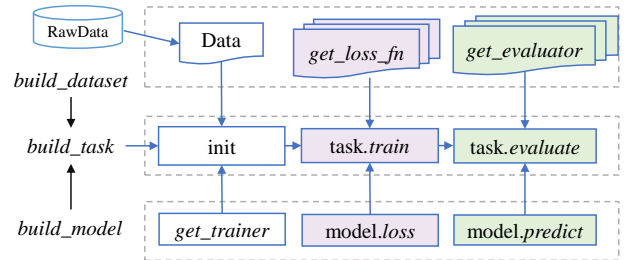 RawData
Data
get_loss_fn
get_evaluator
build_dataset
build_task
init
task.train
task.evaluate
build_model
get_trainer
model.loss
model.predict